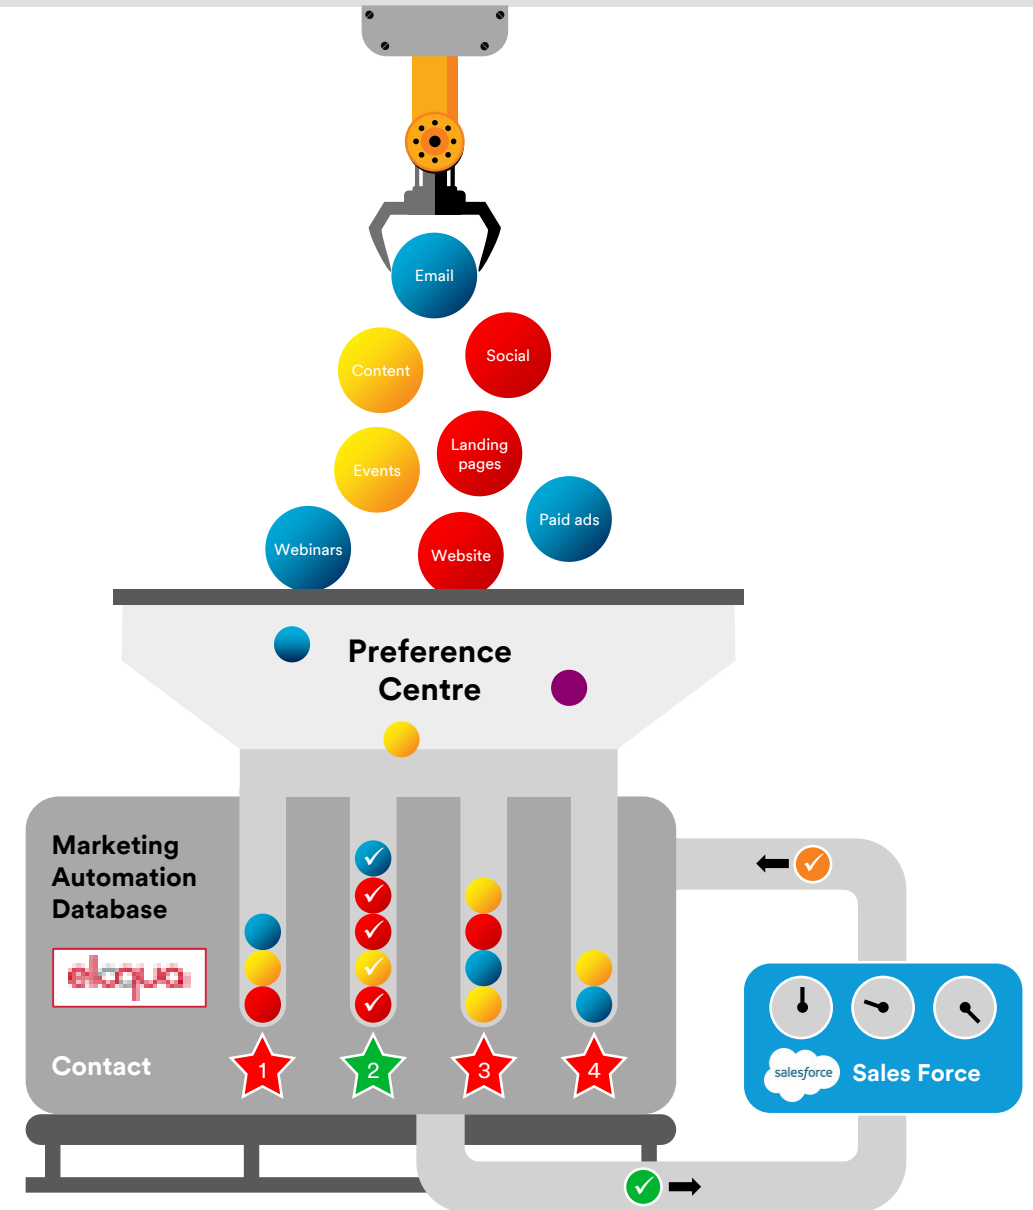 Email
Social
Content
Landing
pages
Events
Paid ads
Webinars
Website
Preference
Centre
Marketing
Automation
Database
eloqua
Contact
1
2
3
4
salesforce
Sales Force